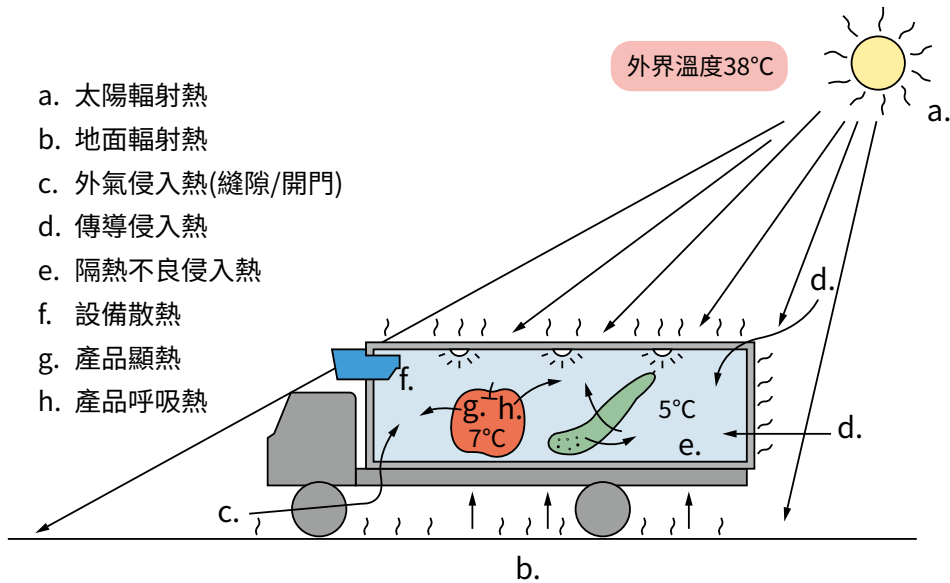 外界溫度38°C
a.
a. 太陽輻射熱
b. 地面輻射熱
c. 外氣侵入熱(縫隙/開門)
d. 傳導侵入熱
e. 隔熱不良侵入熱
f. 設備散熱
g. 產品顯熱
h. 產品呼吸熱
d.
f.
g. h.
7°C
5°C
e.
d.
c.
b.